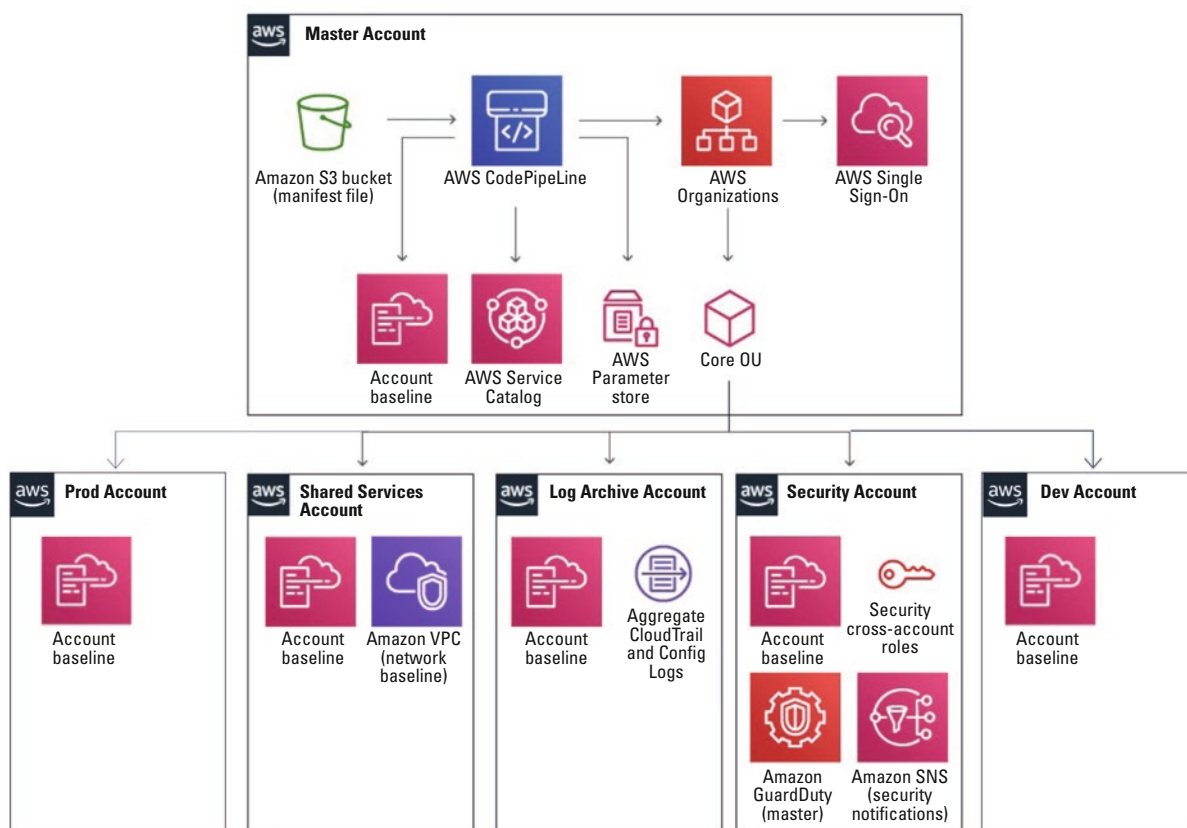 aws
Master Account
Amazon S3 bucket
(manifest file)
AWS CodePipeLine
AWS
Organizations
AWS Single
Sign-On
Account
baseline
AWS Service
Catalog
AWS
Parameter
store
Core OU
aws
Prod Account
Account
baseline
aws
Shared Services
Account
Account
baseline
Amazon VPC
(network
baseline)
aws
Log Archive Account
Account
baseline
Aggregate
CloudTrail
and Config
Logs
aws
Security Account
Account
baseline
Security
cross-account
roles
Amazon
GuardDuty
(master)
Amazon SNS
(security
notifications)
aws
Dev Account
Account
baseline